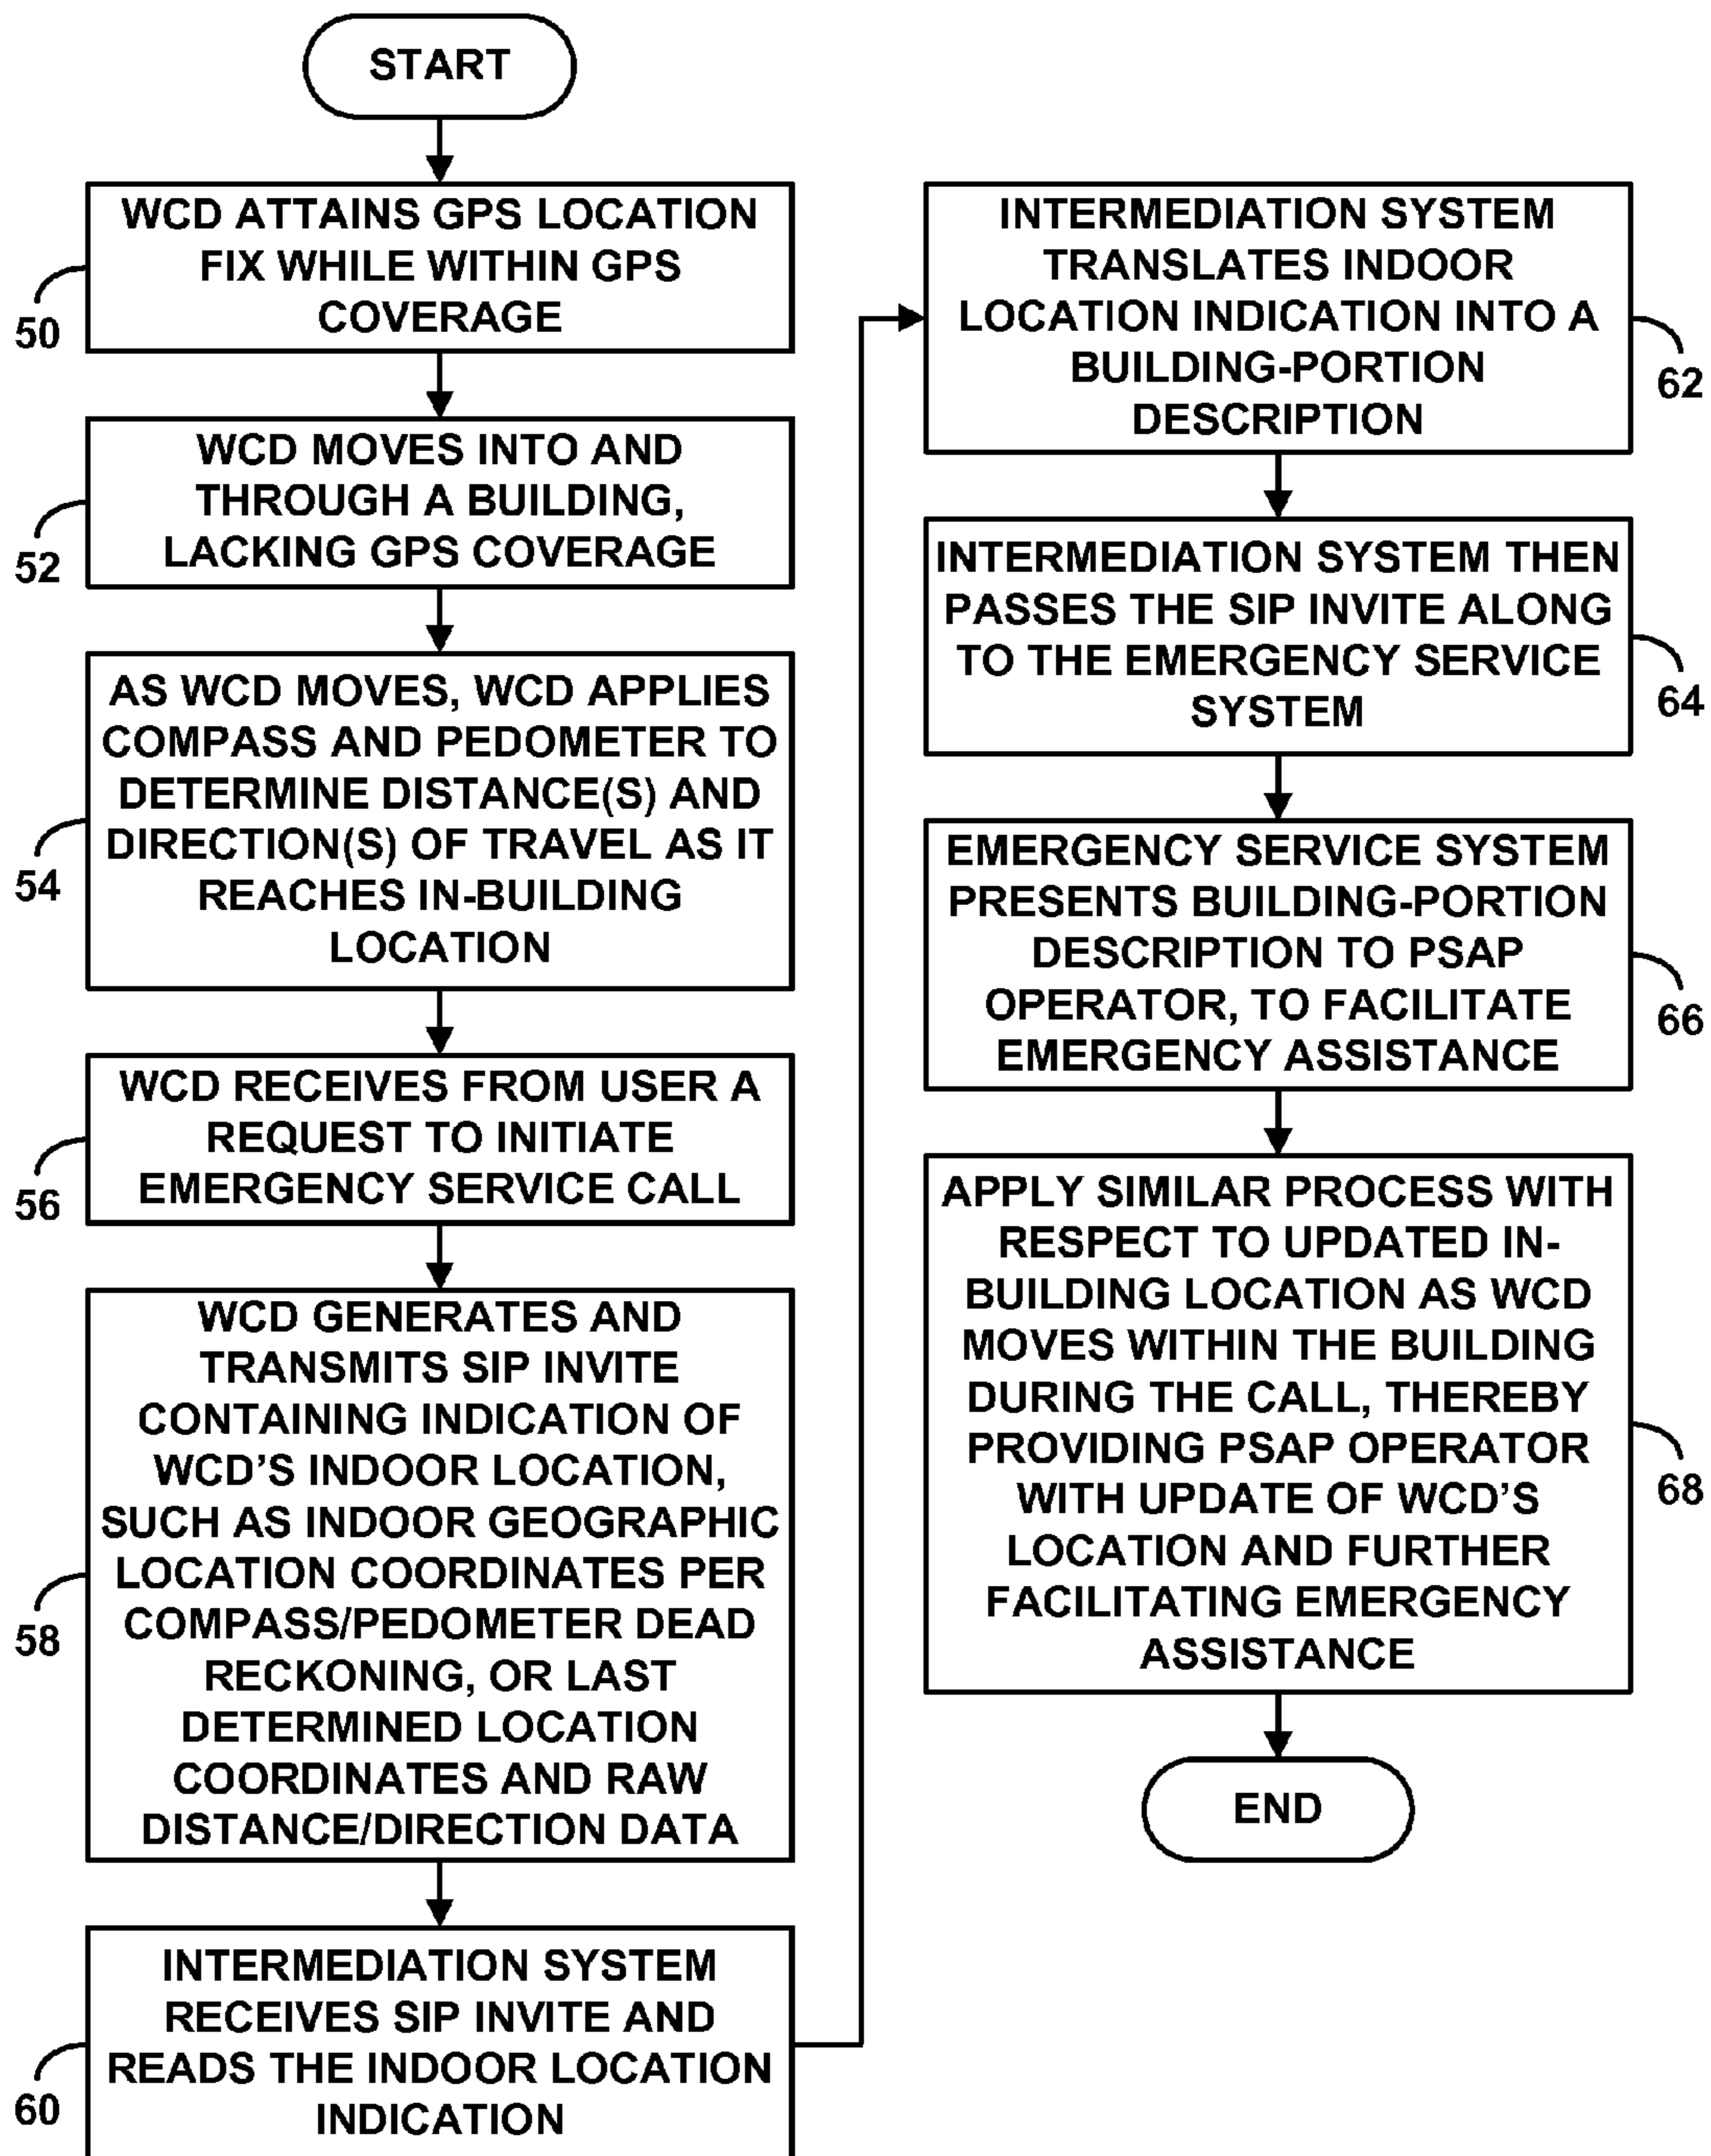 START
WCD ATTAINS GPS LOCATION
FIX WHILE WITHIN GPS
COVERAGE
50
WCD MOVES INTO AND
THROUGH A BUILDING,
LACKING GPS COVERAGE
52
AS WCD MOVES, WCD APPLIES
COMPASS AND PEDOMETER TO
DETERMINE DISTANCE(S) AND
DIRECTION(S) OF TRAVEL AS IT
REACHES IN-BUILDING
LOCATION
54
WCD RECEIVES FROM USER A
REQUEST TO INITIATE
EMERGENCY SERVICE CALL
56
WCD GENERATES AND
TRANSMITS SIP INVITE
CONTAINING INDICATION OF
WCD'S INDOOR LOCATION,
SUCH AS INDOOR GEOGRAPHIC
LOCATION COORDINATES PER
COMPASS/PEDOMETER DEAD
RECKONING, OR LAST
DETERMINED LOCATION
COORDINATES AND RAW
DISTANCE/DIRECTION DATA
58
INTERMEDIATION SYSTEM
RECEIVES SIP INVITE AND
READS THE INDOOR LOCATION
INDICATION
60
INTERMEDIATION SYSTEM
TRANSLATES INDOOR
LOCATION INDICATION INTO A
BUILDING-PORTION
DESCRIPTION
62
INTERMEDIATION SYSTEM THEN
PASSES THE SIP INVITE ALONG
TO THE EMERGENCY SERVICE
SYSTEM
64
EMERGENCY SERVICE SYSTEM
PRESENTS BUILDING-PORTION
DESCRIPTION TO PSAP
OPERATOR, TO FACILITATE
EMERGENCY ASSISTANCE
66
APPLY SIMILAR PROCESS WITH
RESPECT TO UPDATED IN-
BUILDING LOCATION AS WCD
MOVES WITHIN THE BUILDING
DURING THE CALL, THEREBY
PROVIDING PSAP OPERATOR
WITH UPDATE OF WCD'S
LOCATION AND FURTHER
FACILITATING EMERGENCY
ASSISTANCE
68
END